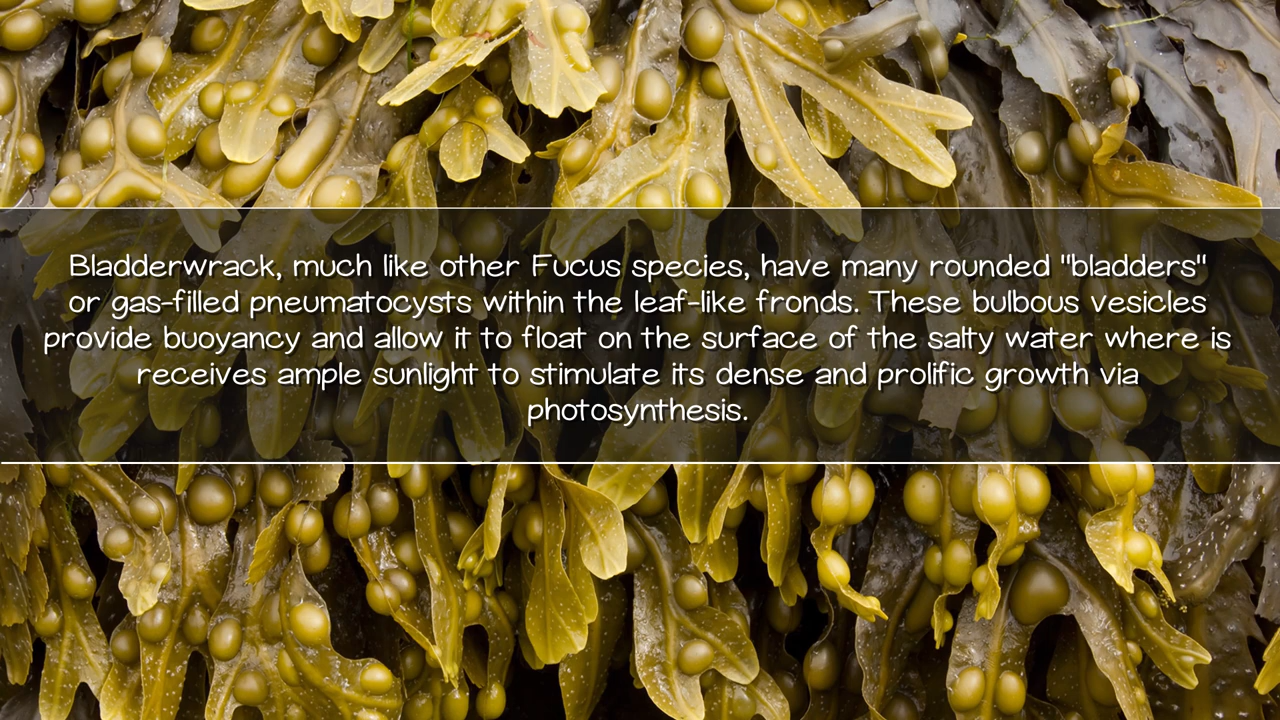 Bladderwrack, much like other Fucus species, have many rounded "bladders"
or gas-filled pneumatocysts within the leaf-like fronds. These bulbous vesicles
provide buoyancy and allow it to float on the surface of the salty water where is
receives ample sunlight to stimulate its dense and prolific growth via
photosynthesis.